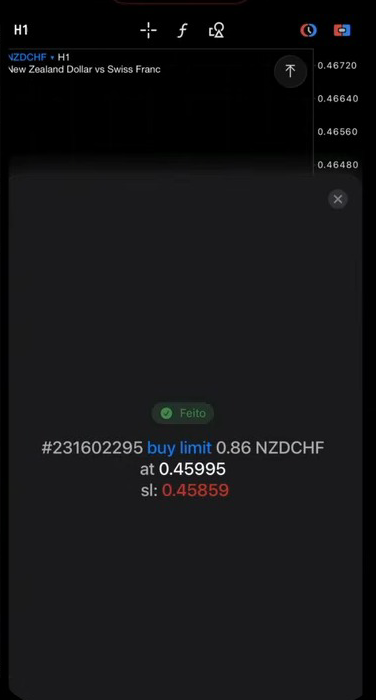 H1
NZDCHF • H1
New Zealand Dollar vs Swiss Franc
0.46720
0.46640
0.46560
0.46480
Feito
#231602295 buy limit 0.86 NZDCHF
at 0.45995
sl: 0.45859